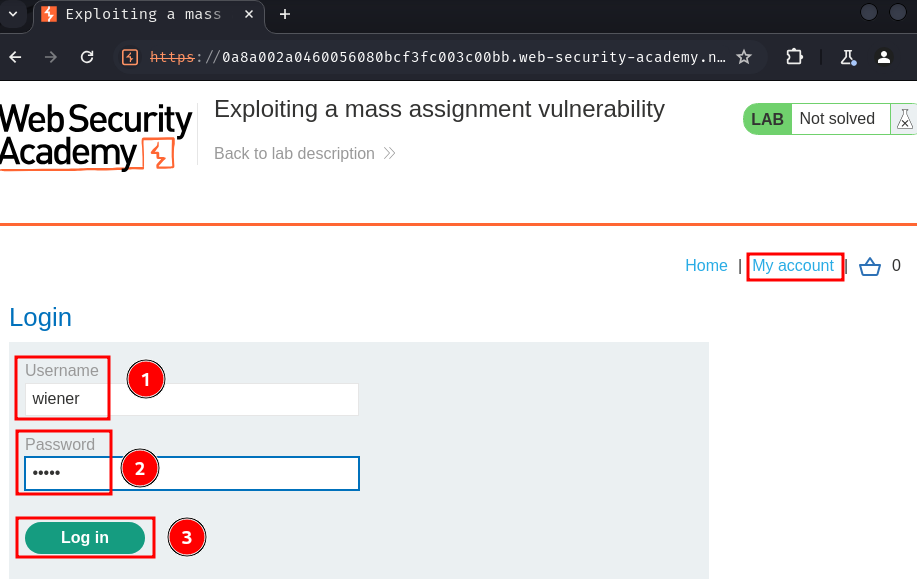 Exploiting a mass
https://0a8a002a0460056080bcf3fc003c00bb.web-security-academy.n...
Web Security
Academy
Exploiting a mass assignment vulnerability
Back to lab description
LAB Not solved
Home | My account | 0
Login
Username
1
wiener
Password
2
•••••
Log in
3